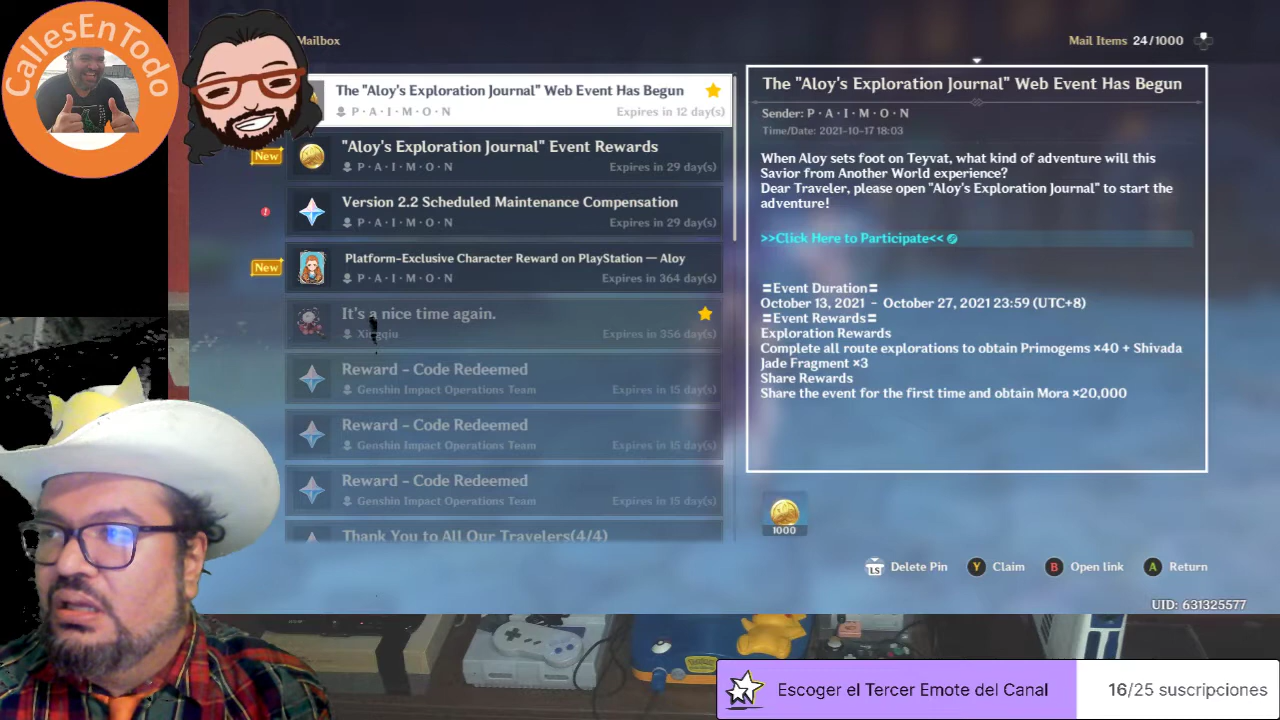 CallesEnTodo
Mailbox
Mail Items 24/1000
The "Aloy's Exploration Journal" Web Event Has Begun
P·A·I·M·O·N
Expires in 12 day(s)
New
"Aloy's Exploration Journal" Event Rewards
P·A·I·M·O·N
Expires in 29 day(s)
Version 2.2 Scheduled Maintenance Compensation
P·A·I·M·O·N
Expires in 29 day(s)
New
Platform-Exclusive Character Reward on PlayStation — Aloy
P·A·I·M·O·N
Expires in 364 day(s)
It's a nice time again.
Xingqiu
Expires in 356 day(s)
Reward – Code Redeemed
Genshin Impact Operations Team
Expires in 15 day(s)
Reward – Code Redeemed
Genshin Impact Operations Team
Expires in 15 day(s)
Reward – Code Redeemed
Genshin Impact Operations Team
Expires in 15 day(s)
Thank You to All Our Travelers(4/4)
The "Aloy's Exploration Journal" Web Event Has Begun
Sender: P·A·I·M·O·N
Time/Date: 2021-10-17 18:03
When Aloy sets foot on Teyvat, what kind of adventure will this
Savior from Another World experience?
Dear Traveler, please open "Aloy's Exploration Journal" to start the
adventure!
>>Click Here to Participate<<
〓Event Duration〓
October 13, 2021 – October 27, 2021 23:59 (UTC+8)
〓Event Rewards〓
Exploration Rewards
Complete all route explorations to obtain Primogems ×40 + Shivada
Jade Fragment ×3
Share Rewards
Share the event for the first time and obtain Mora ×20,000
1000
LS Delete Pin
Y Claim
B Open link
A Return
UID: 631325577
Escoger el Tercer Emote del Canal
16/25 suscripciones